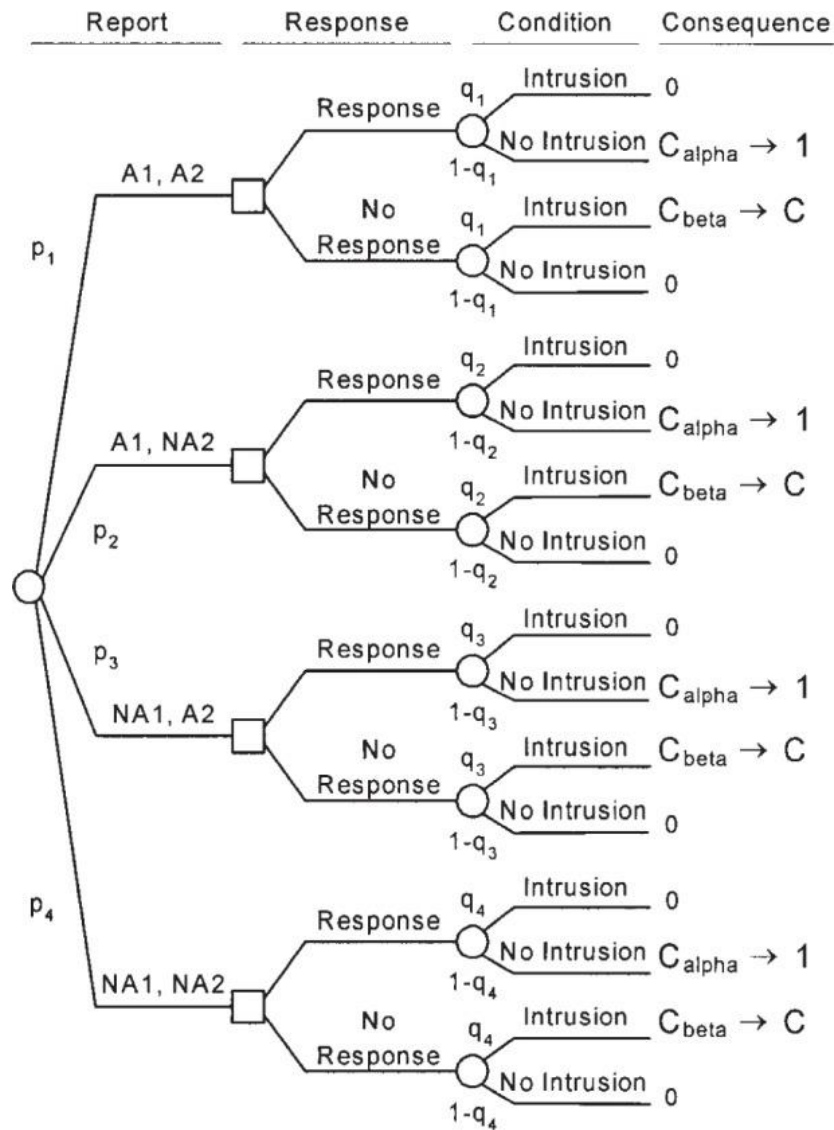 Report Response Condition Consequence
q1 Intrusion 0
Response
No Intrusion Calpha → 1
1-q1
A1, A2
No q1 Intrusion Cbeta → C
Response
No Intrusion 0
1-q1
p1
q2 Intrusion 0
Response
No Intrusion Calpha → 1
1-q2
A1, NA2
No q2 Intrusion Cbeta → C
Response
No Intrusion 0
1-q2
p2
p3
q3 Intrusion 0
Response
No Intrusion Calpha → 1
1-q3
NA1, A2
No q3 Intrusion Cbeta → C
Response
No Intrusion 0
1-q3
p4
q4 Intrusion 0
Response
No Intrusion Calpha → 1
1-q4
NA1, NA2
No q4 Intrusion Cbeta → C
Response
No Intrusion 0
1-q4